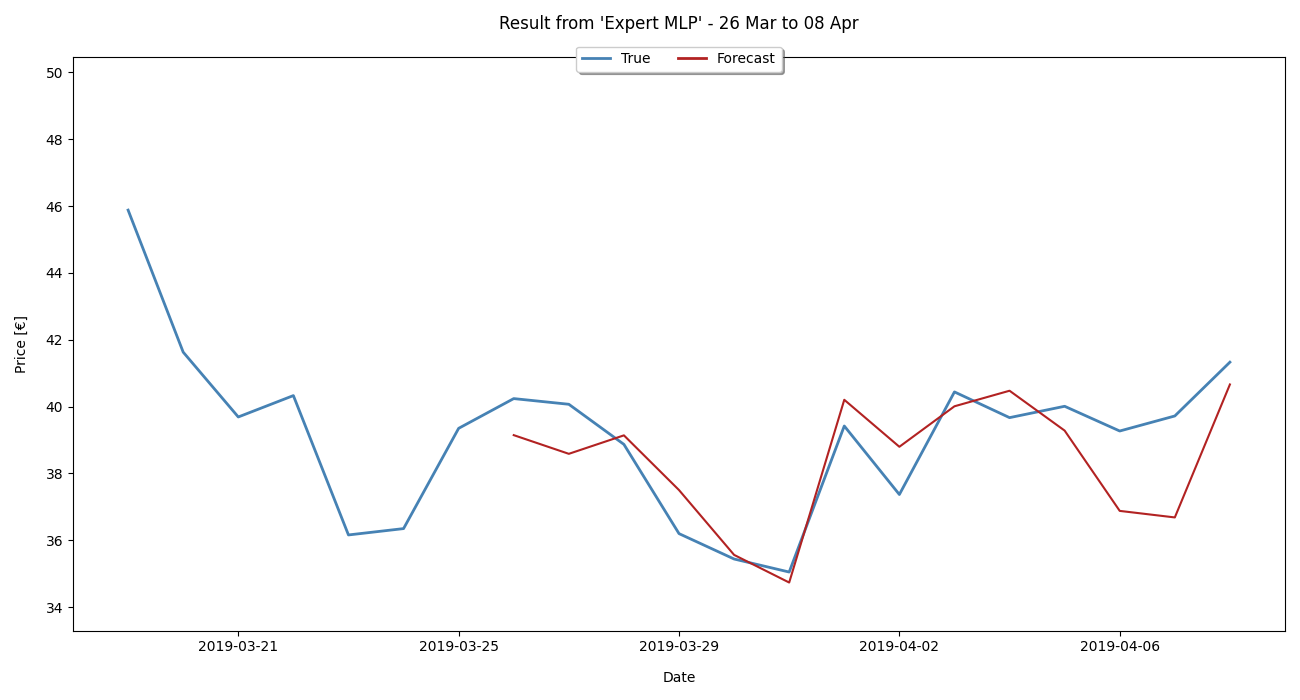 Result from 'Expert MLP' - 26 Mar to 08 Apr
True Forecast
50
48
46
44
42
40
38
36
34
Price [€]
2019-03-21 2019-03-25 2019-03-29 2019-04-02 2019-04-06
Date